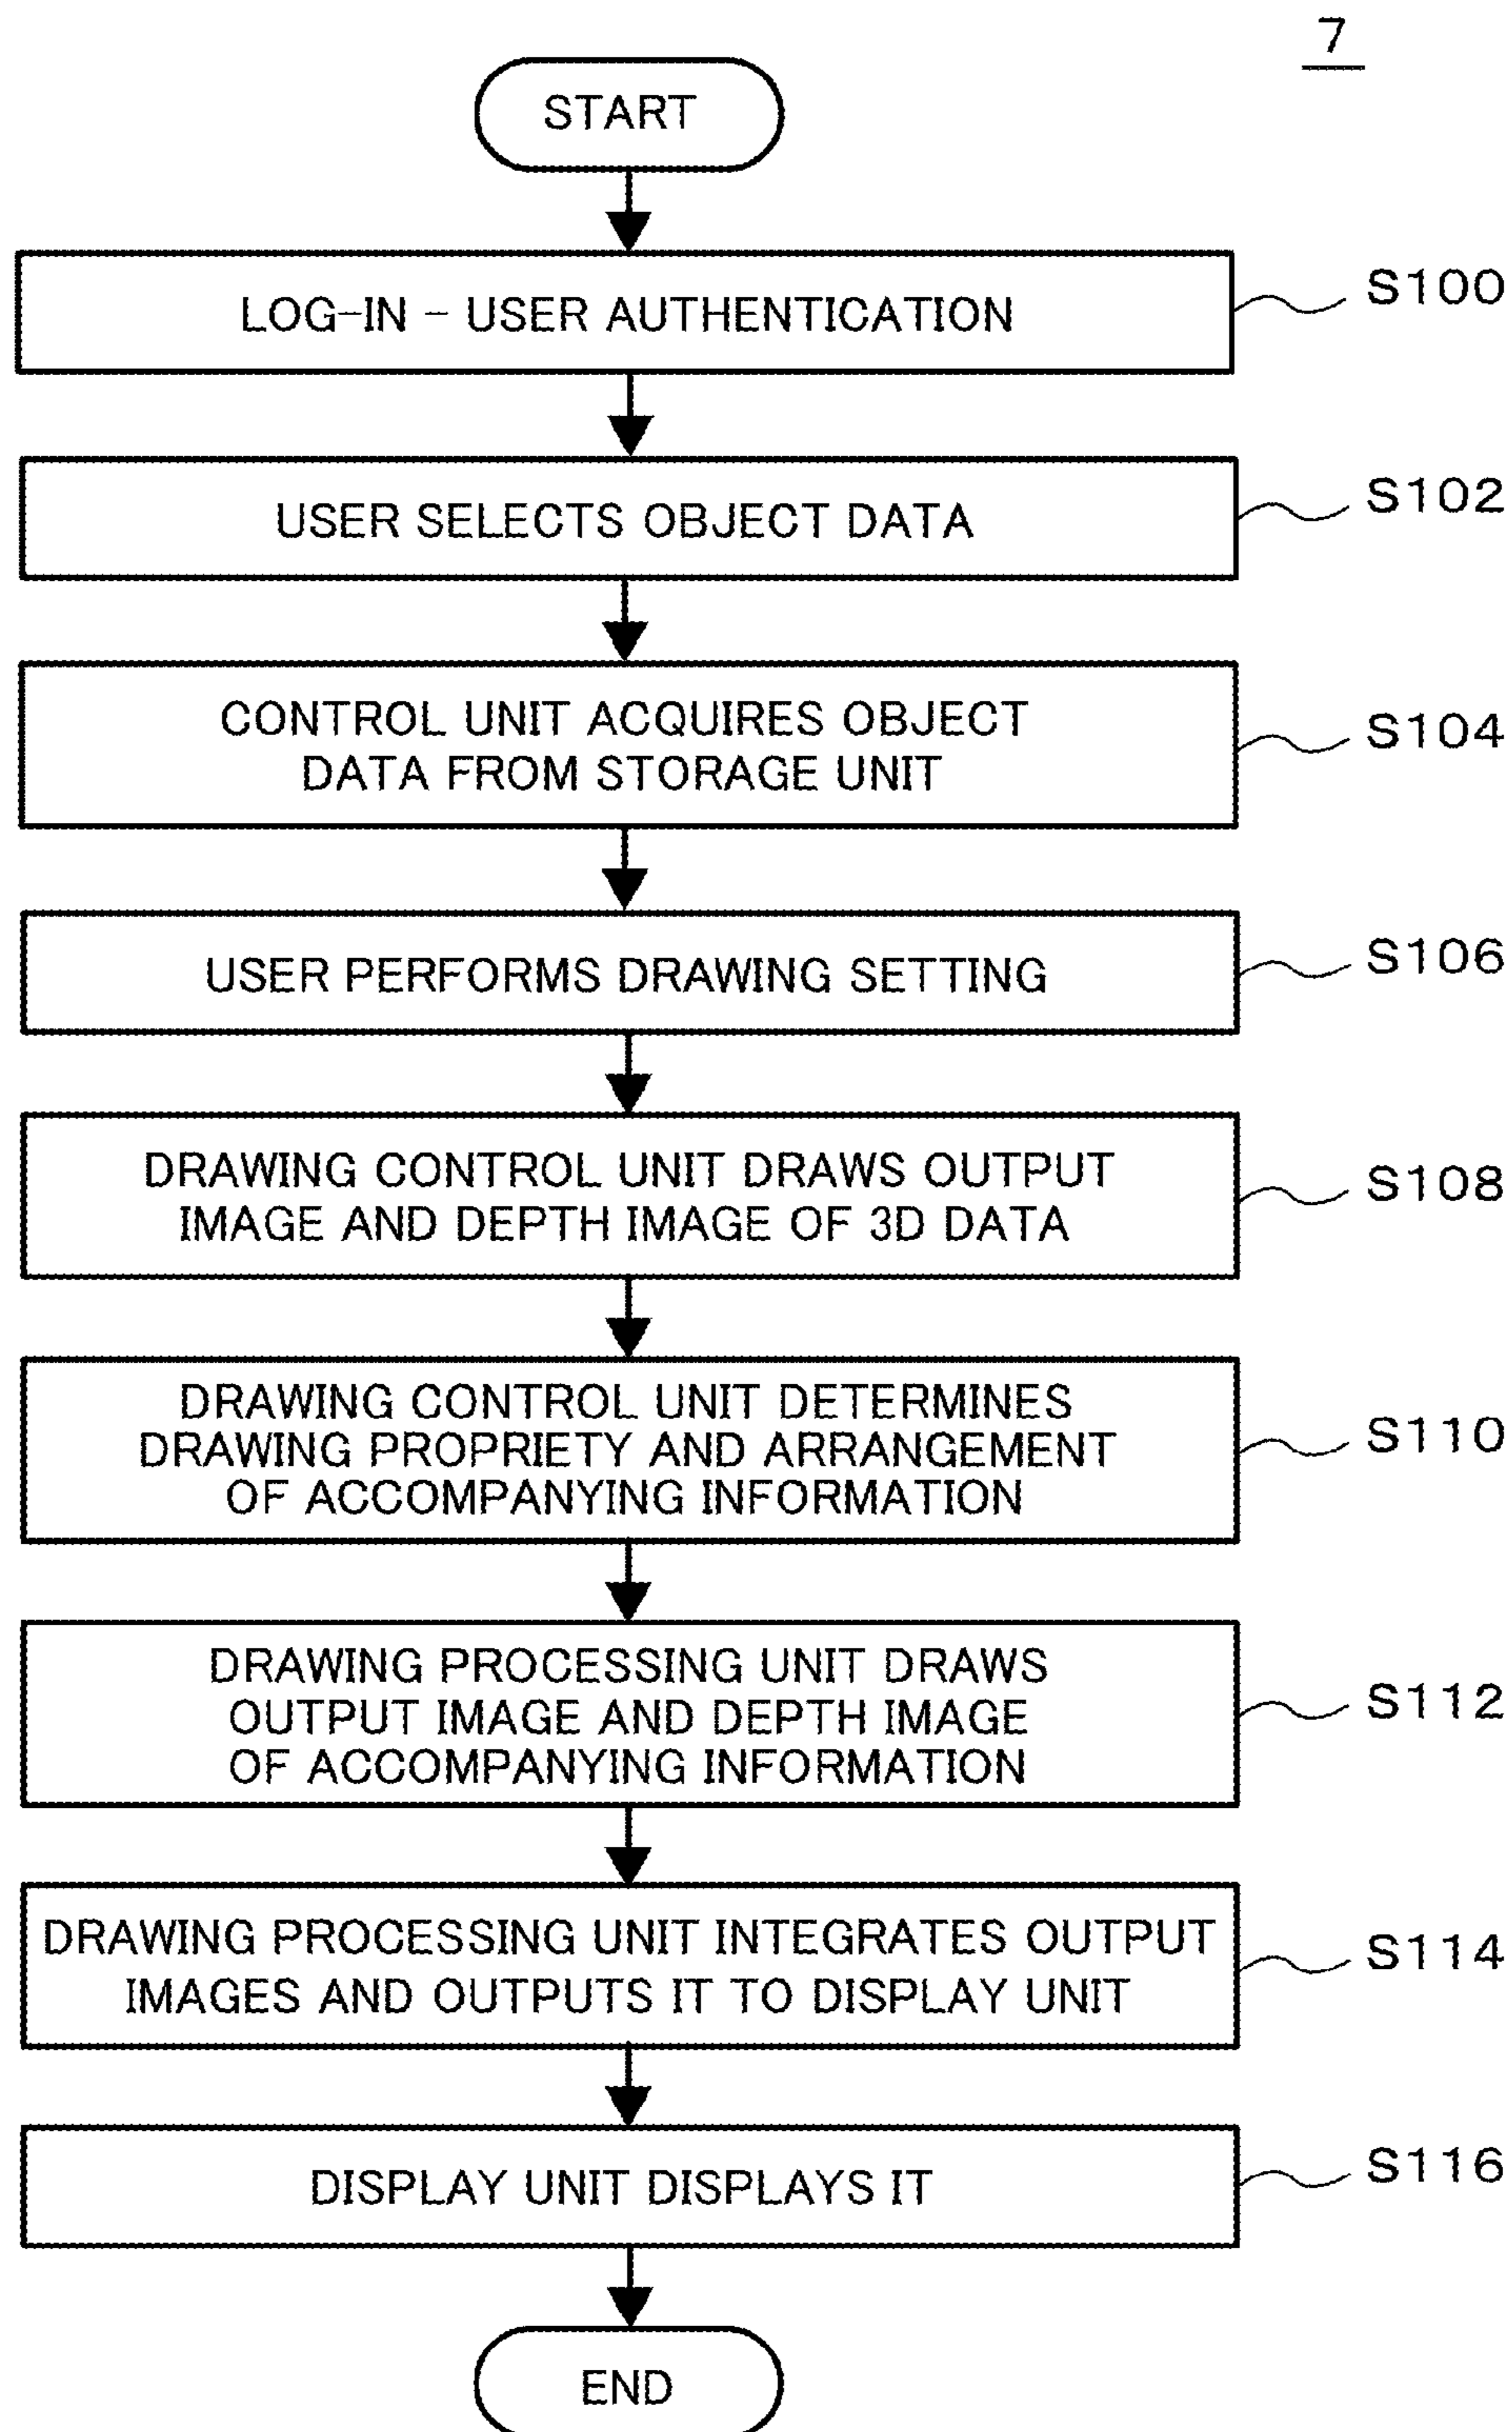 7
START
LOG-IN - USER AUTHENTICATION
S100
USER SELECTS OBJECT DATA
S102
CONTROL UNIT ACQUIRES OBJECT
DATA FROM STORAGE UNIT
S104
USER PERFORMS DRAWING SETTING
S106
DRAWING CONTROL UNIT DRAWS OUTPUT
IMAGE AND DEPTH IMAGE OF 3D DATA
S108
DRAWING CONTROL UNIT DETERMINES
DRAWING PROPRIETY AND ARRANGEMENT
OF ACCOMPANYING INFORMATION
S110
DRAWING PROCESSING UNIT DRAWS
OUTPUT IMAGE AND DEPTH IMAGE
OF ACCOMPANYING INFORMATION
S112
DRAWING PROCESSING UNIT INTEGRATES OUTPUT
IMAGES AND OUTPUTS IT TO DISPLAY UNIT
S114
DISPLAY UNIT DISPLAYS IT
S116
END